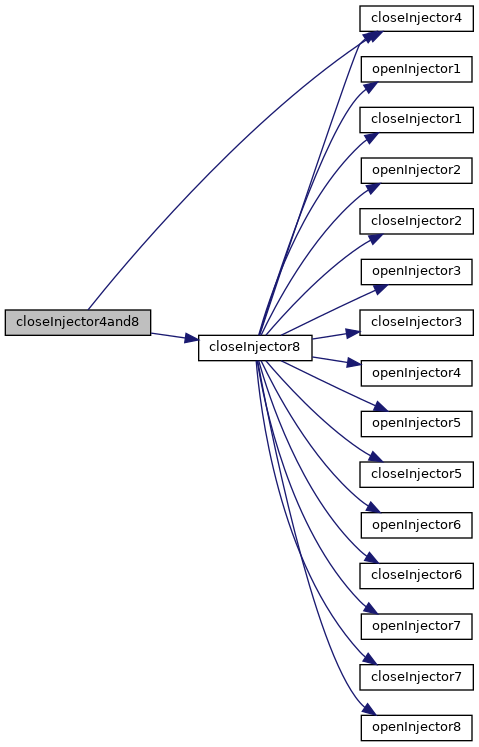 closeInjector4
openInjector1
closeInjector1
openInjector2
closeInjector2
openInjector3
closeInjector4and8
closeInjector8
closeInjector3
openInjector4
openInjector5
closeInjector5
openInjector6
closeInjector6
openInjector7
closeInjector7
openInjector8